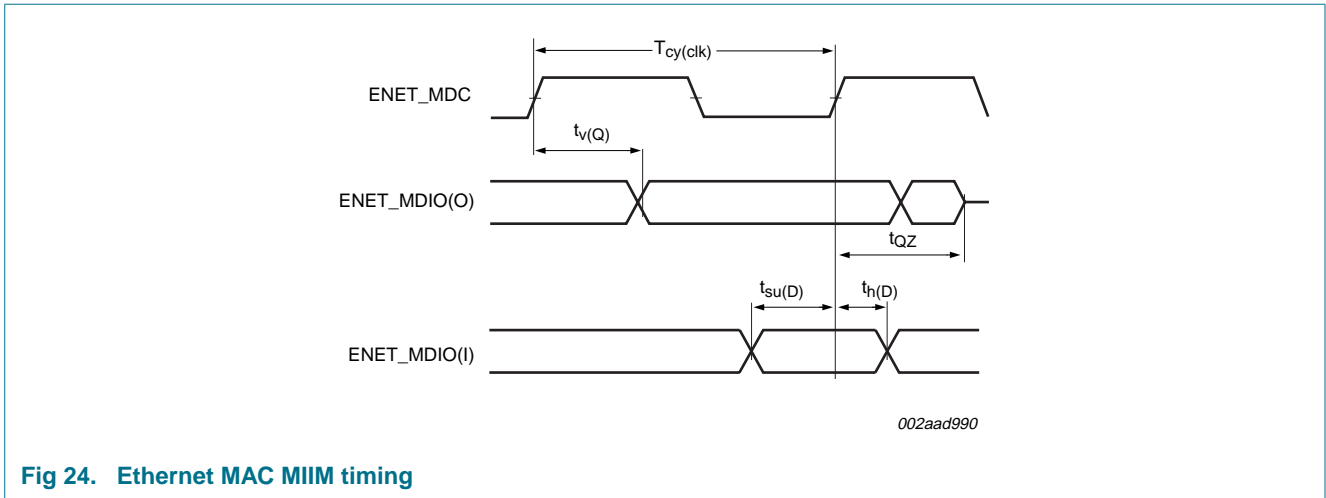 Tcy(clk)
ENET_MDC
tv(Q)
ENET_MDIO(O)
tQZ
tsu(D) th(D)
ENET_MDIO(I)
002aad990
Fig 24. Ethernet MAC MIIM timing